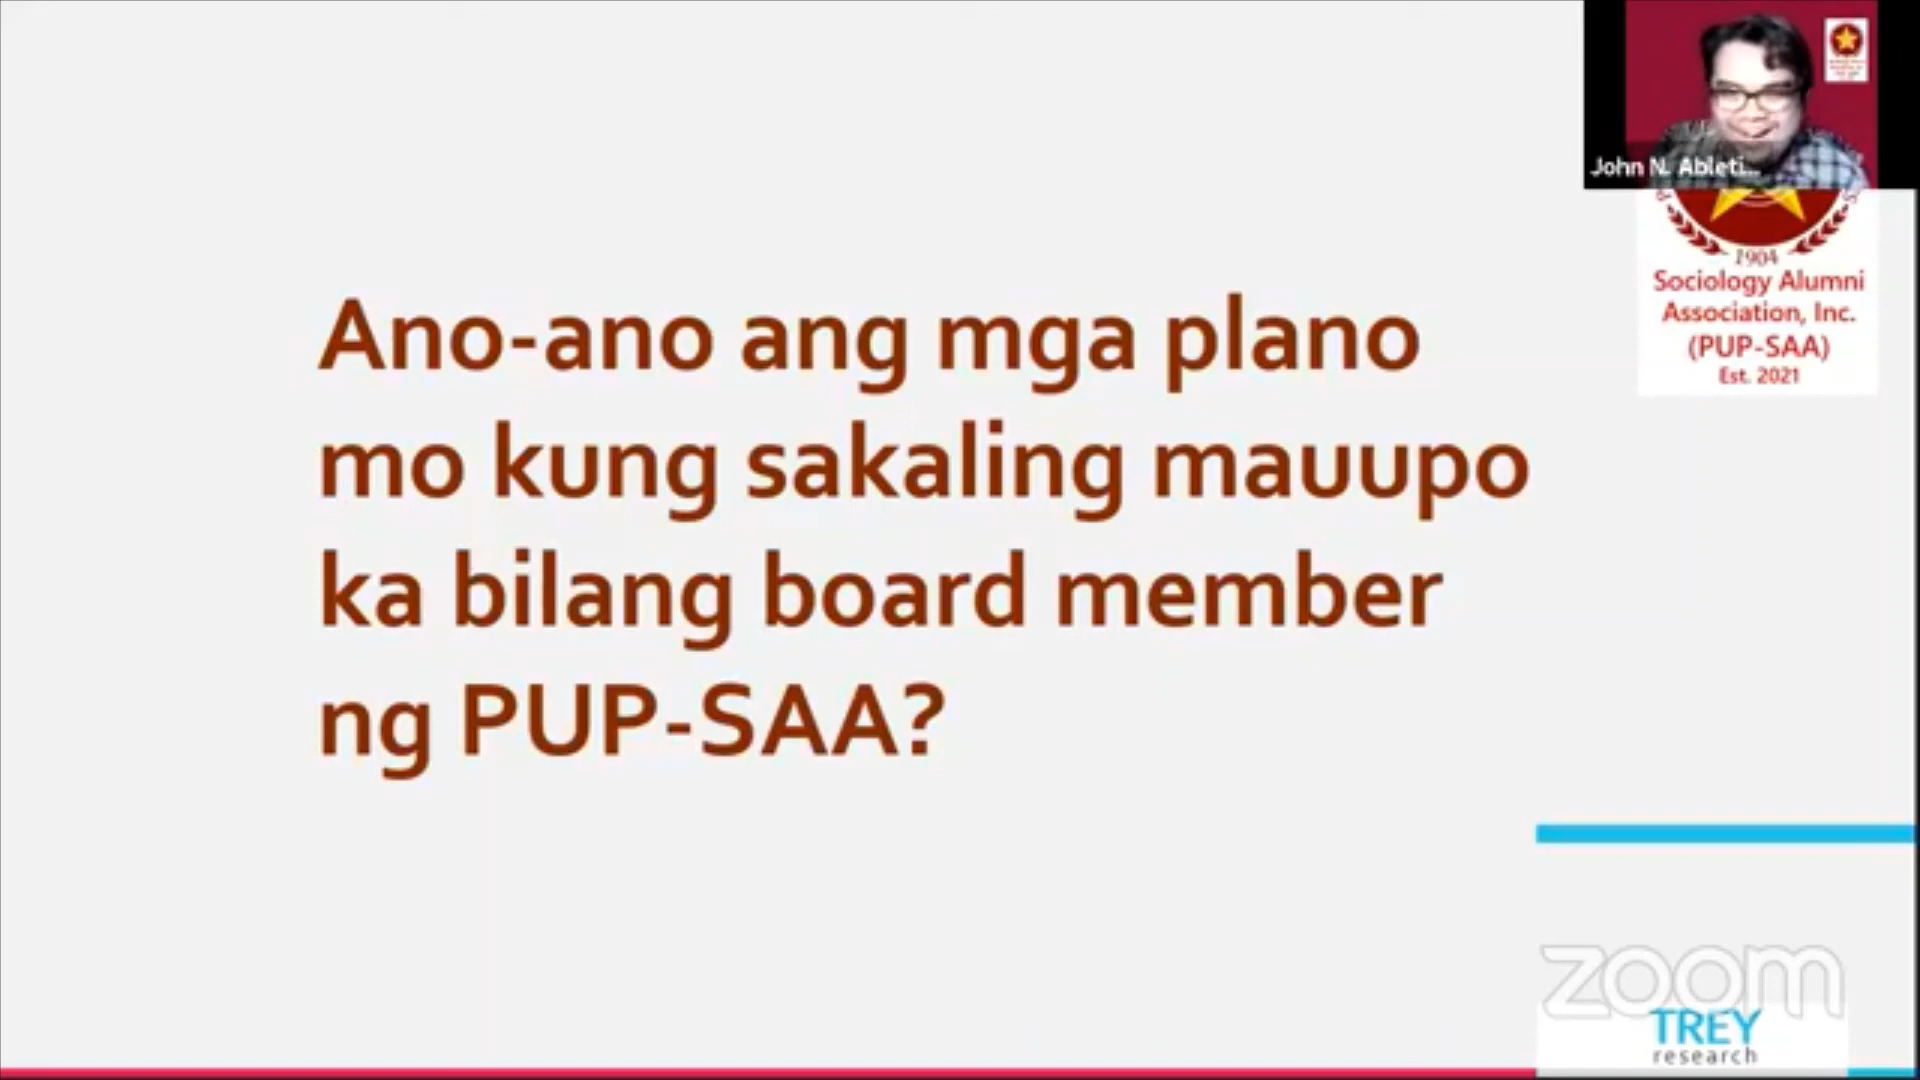 Ano-ano ang mga plano
mo kung sakaling mauupo
ka bilang board member
ng PUP-SAA?
John N. Ableti...
1904
Sociology Alumni
Association, Inc.
(PUP-SAA)
Est. 2021
zoom
TREY
research